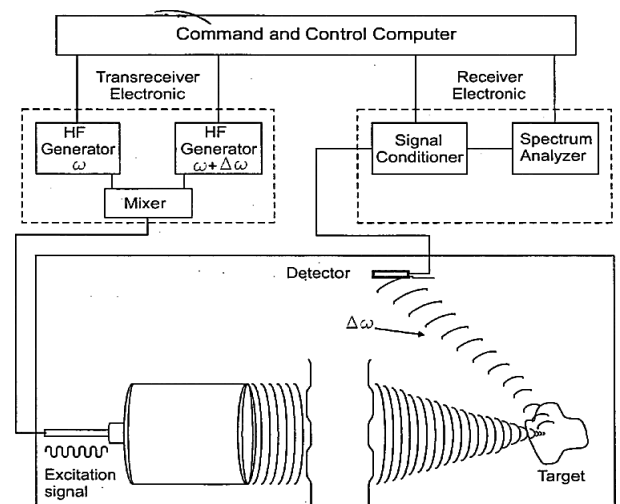 Command and Control Computer
Transreceiver
Electronic
Receiver
Electronic
HF
Generator
ω
HF
Generator
ω+Δω
Signal
Conditioner
Spectrum
Analyzer
Mixer
Detector
Δω
Excitation
signal
Target